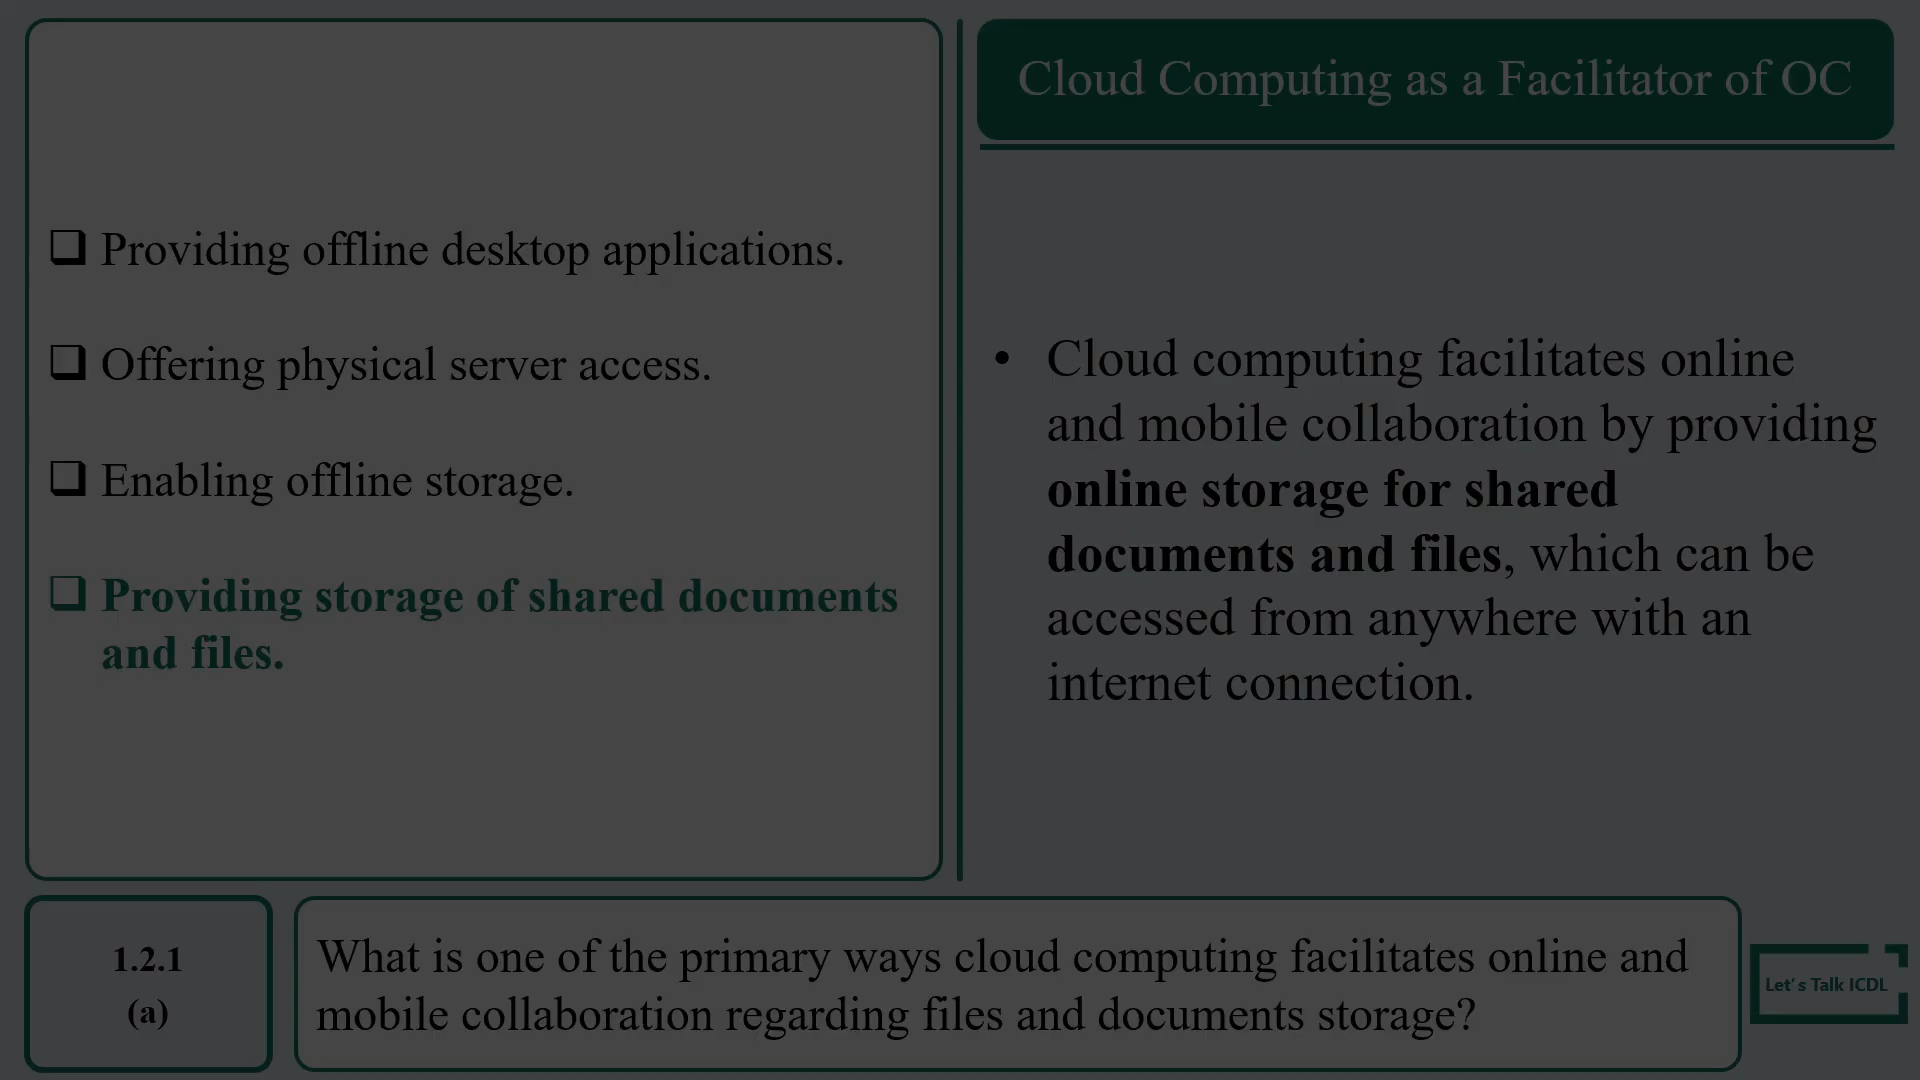 Providing offline desktop applications.
Offering physical server access.
Enabling offline storage.
Providing storage of shared documents
and files.
Cloud Computing as a Facilitator of OC
• Cloud computing facilitates online
and mobile collaboration by providing
online storage for shared
documents and files, which can be
accessed from anywhere with an
internet connection.
1.2.1
(a)
What is one of the primary ways cloud computing facilitates online and
mobile collaboration regarding files and documents storage?
Let's Talk ICDL